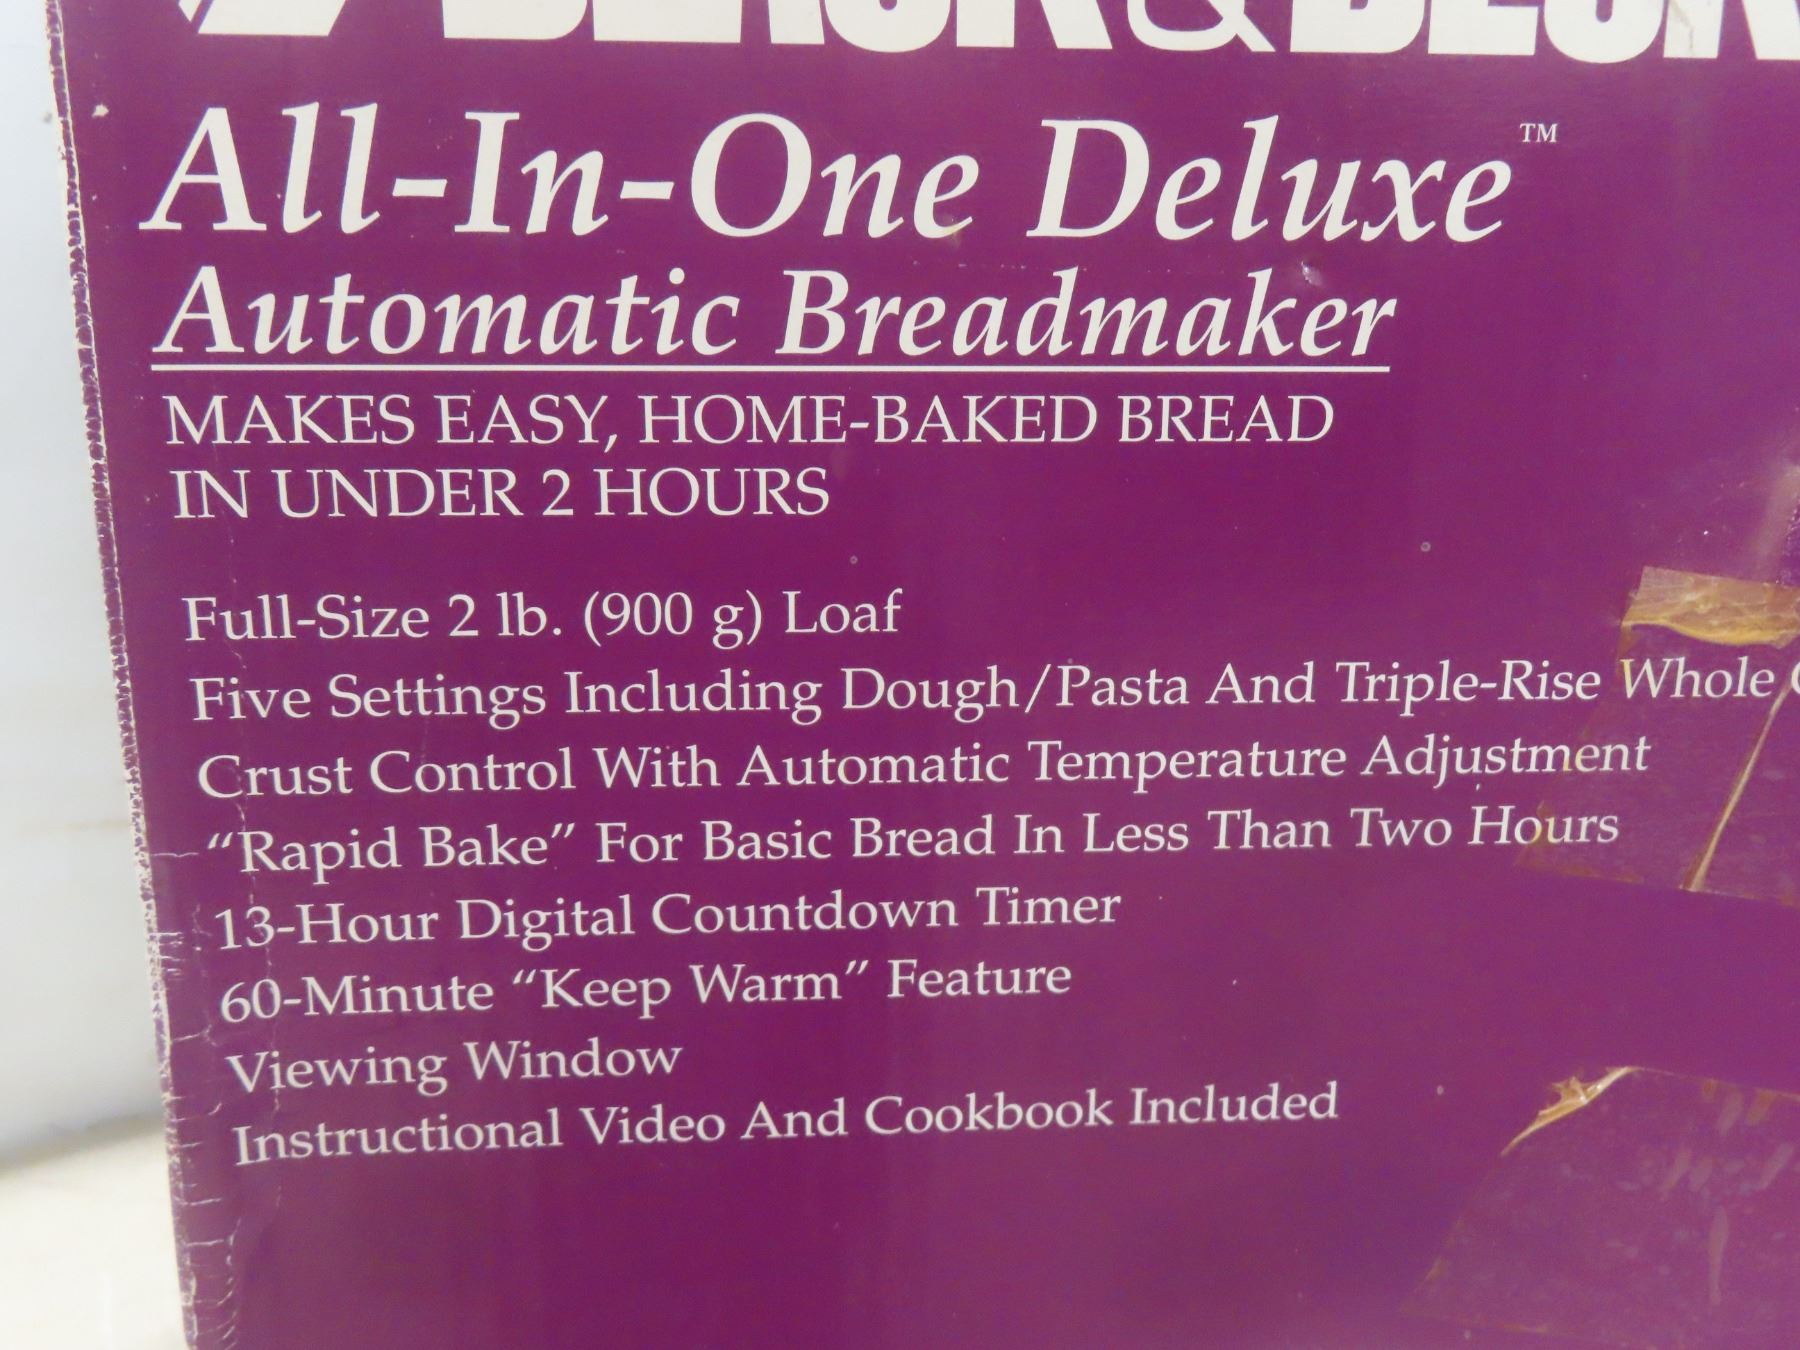 BLACK & DECK
All-In-One Deluxe™
Automatic Breadmaker
MAKES EASY, HOME-BAKED BREAD
IN UNDER 2 HOURS
Full-Size 2 lb. (900 g) Loaf
Five Settings Including Dough/Pasta And Triple-Rise Whole
Crust Control With Automatic Temperature Adjustment
“Rapid Bake” For Basic Bread In Less Than Two Hours
13-Hour Digital Countdown Timer
60-Minute “Keep Warm” Feature
Viewing Window
Instructional Video And Cookbook Included